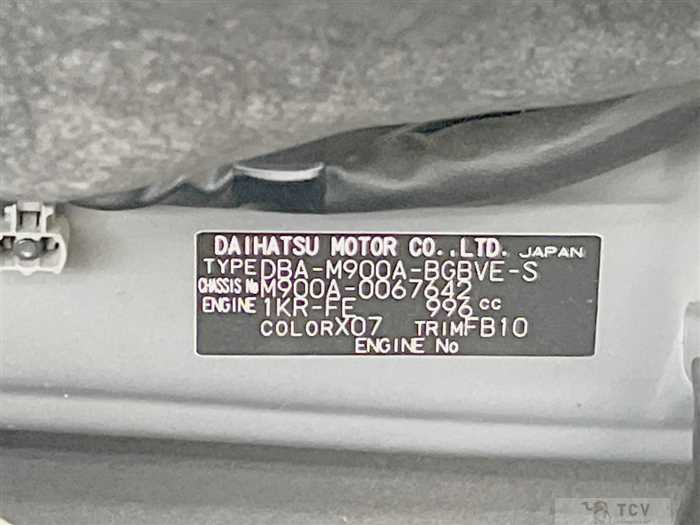 DAIHATSU MOTOR CO.,LTD. JAPAN
TYPE DBA-M900A-BGBVE-S
CHASSIS No M900A-0067642
ENGINE 1KR-FE 996 cc
COLOR X07 TRIM FB10
ENGINE No
TCV